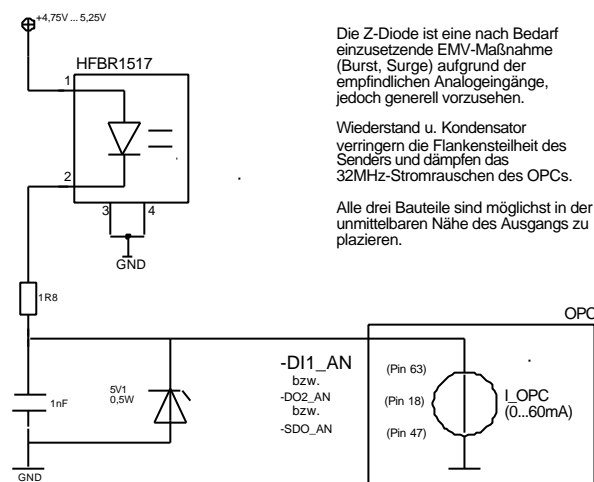 +4,75V ... 5,25V
HFBR1517
1
2
3
4
GND
1R8
1nF
5V1
0,5W
GND
Die Z-Diode ist eine nach Bedarf
einzusetzende EMV-Maßnahme
(Burst, Surge) aufgrund der
empfindlichen Analogeingänge,
jedoch generell vorzusehen.
Wiederstand u. Kondensator
verringern die Flankensteilheit des
Senders und dämpfen das
32MHz-Stromrauschen des OPCs.
Alle drei Bauteile sind möglichst in der
unmittelbaren Nähe des Ausgangs zu
plazieren.
-DI1_AN
bzw.
-DO2_AN
bzw.
-SDO_AN
OPC
(Pin 63)
(Pin 18)
(Pin 47)
I_OPC
(0...60mA)